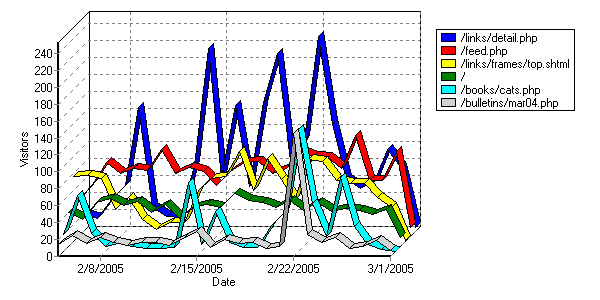 240
220
200
180
160
140
120
100
80
60
40
20
0
Visitors
2/8/2005
2/15/2005
2/22/2005
3/1/2005
Date
/links/detail.php
/feed.php
/links/frames/top.shtml
/
/books/cats.php
/bulletins/mar04.php